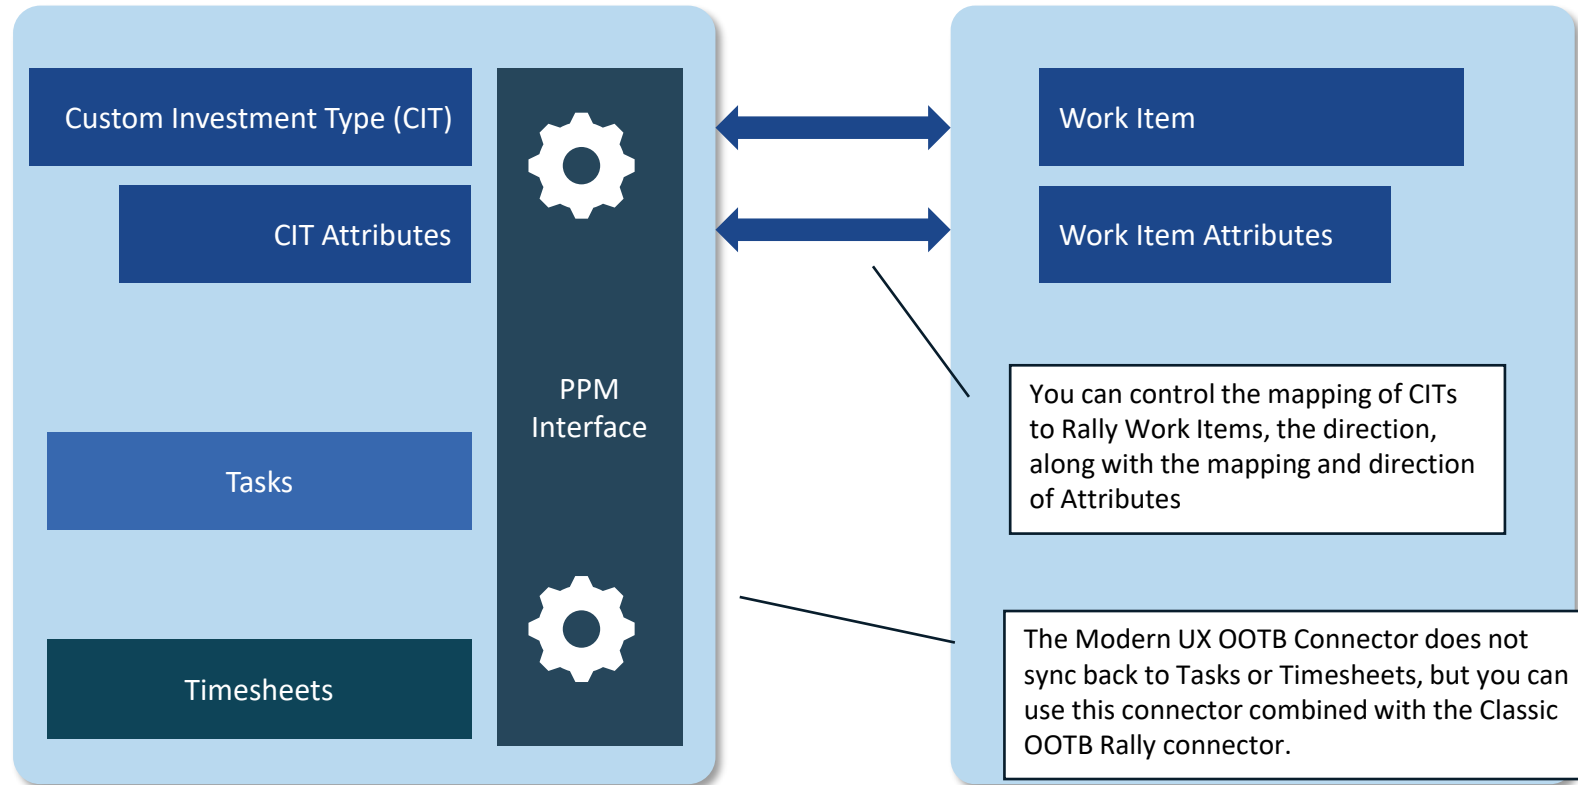 Custom Investment Type (CIT)
CIT Attributes
Tasks
Timesheets
PPM
Interface
Work Item
Work Item Attributes
You can control the mapping of CITs
to Rally Work Items, the direction,
along with the mapping and direction
of Attributes
The Modern UX OOTB Connector does not
sync back to Tasks or Timesheets, but you can
use this connector combined with the Classic
OOTB Rally connector.